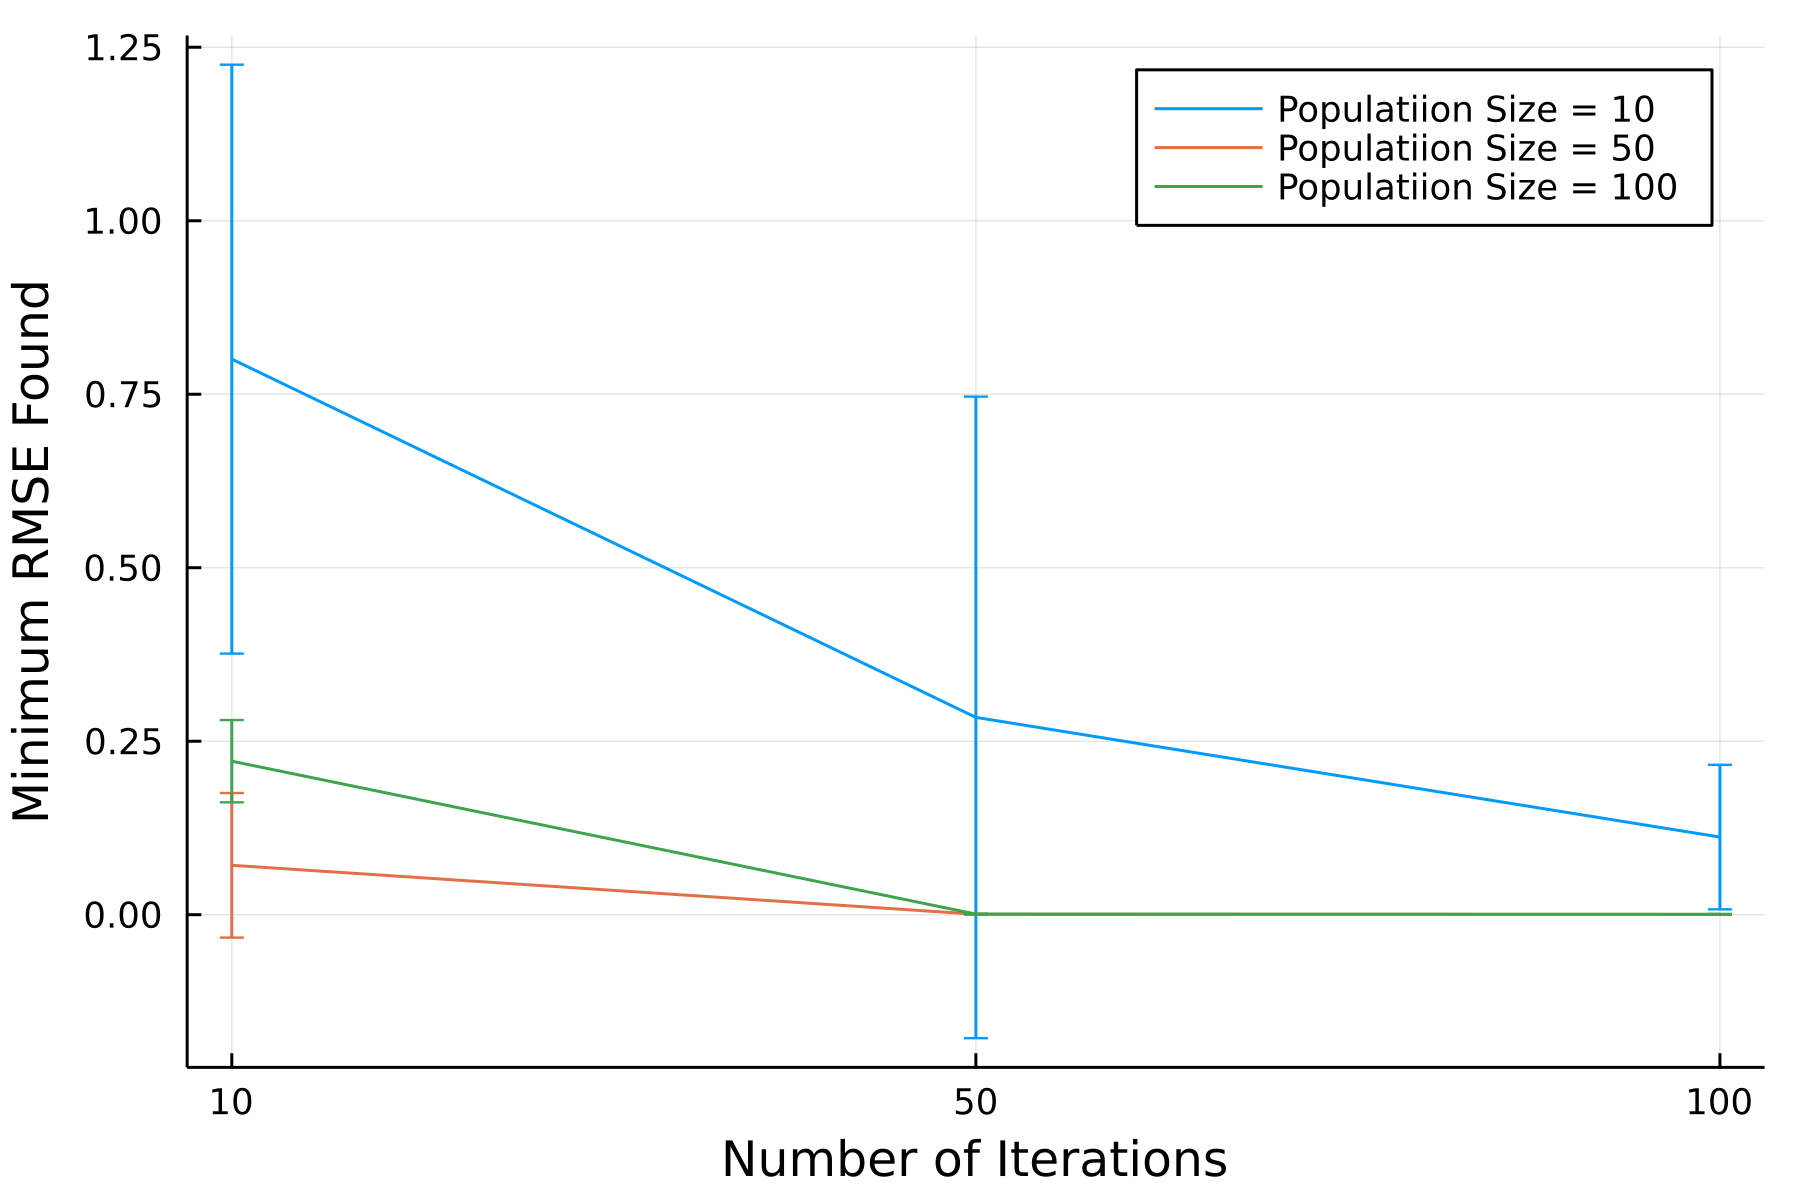 1.25
1.00
0.75
0.50
0.25
0.00
Minimum RMSE Found
Populatiion Size = 10
Populatiion Size = 50
Populatiion Size = 100
10
50
100
Number of Iterations